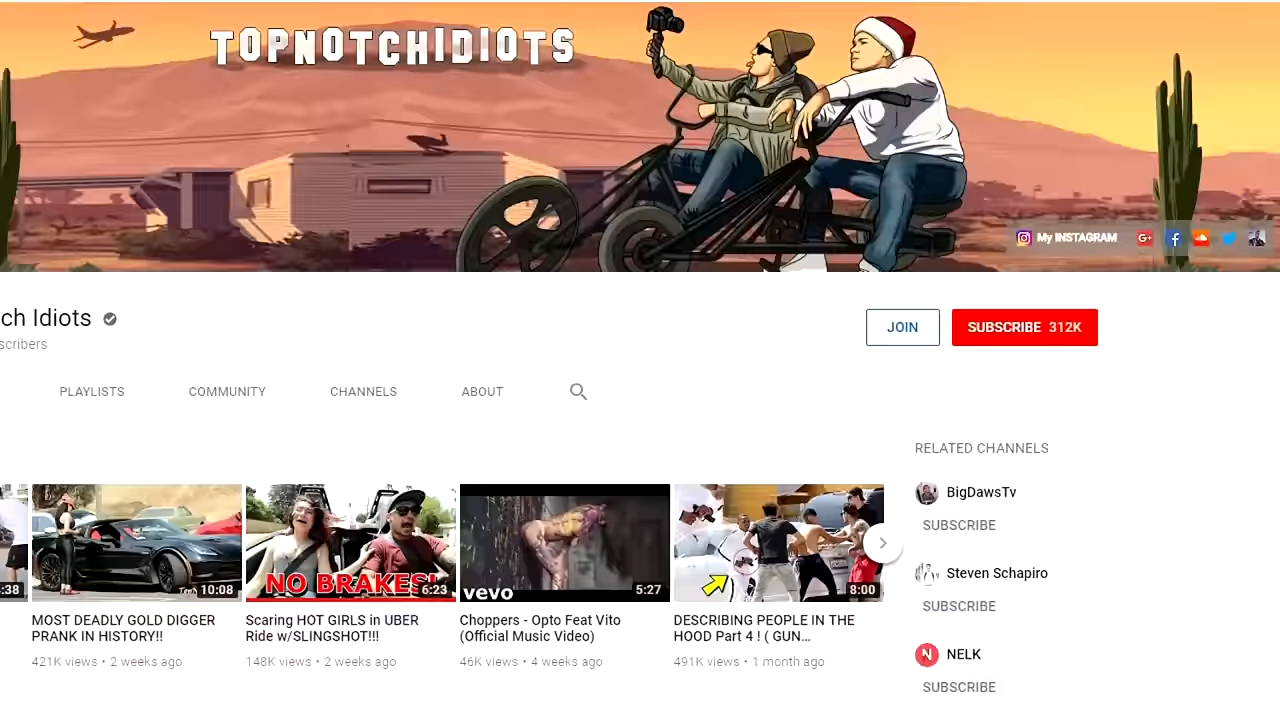 TOPNOTCHIDIOTS
My INSTAGRAM
ch Idiots
scribers
JOIN
SUBSCRIBE 312K
PLAYLISTS
COMMUNITY
CHANNELS
ABOUT
RELATED CHANNELS
BigDawsTv
SUBSCRIBE
Steven Schapiro
SUBSCRIBE
N NELK
SUBSCRIBE
:38
10:08
NO BRAKES!
6:23
vevo
5:27
8:00
MOST DEADLY GOLD DIGGER
PRANK IN HISTORY!!
421K views • 2 weeks ago
Scaring HOT GIRLS in UBER
Ride w/SLINGSHOT!!!
148K views • 2 weeks ago
Choppers - Opto Feat Vito
(Official Music Video)
46K views • 4 weeks ago
DESCRIBING PEOPLE IN THE
HOOD Part 4 ! ( GUN...
491K views • 1 month ago